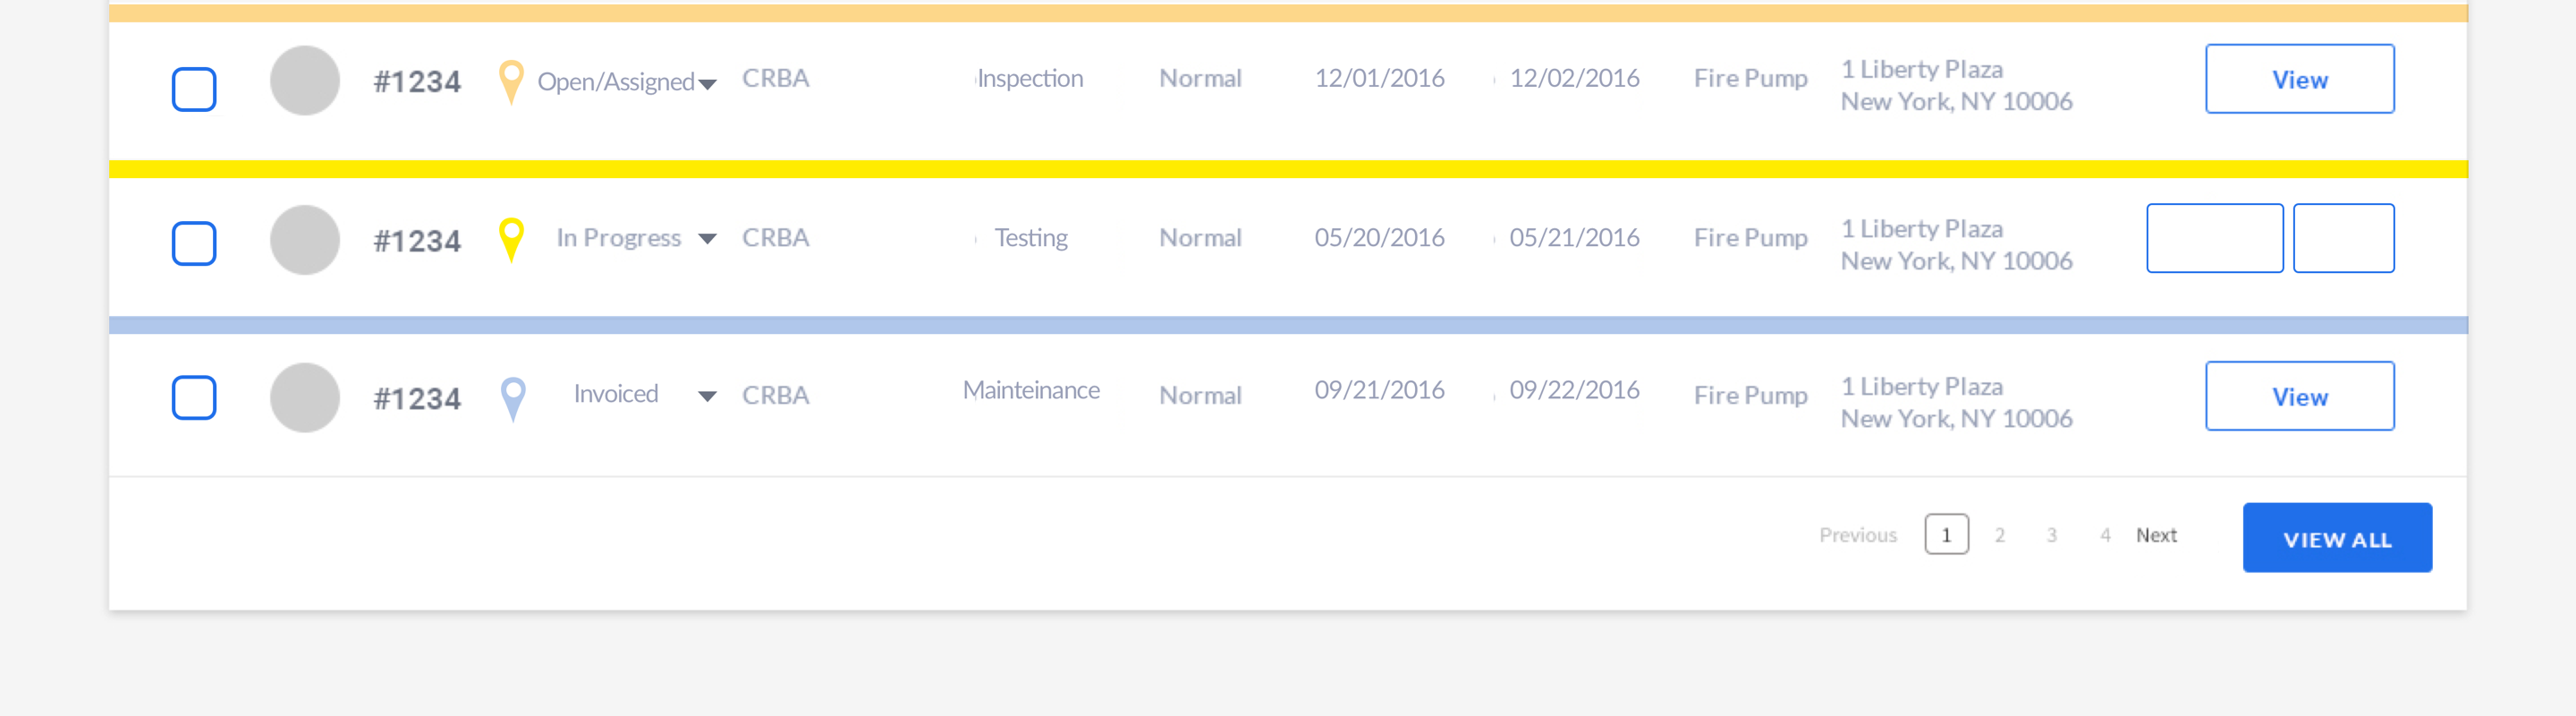 #1234 Open/Assigned CRBA Inspection Normal 12/01/2016 12/02/2016 Fire Pump 1 Liberty Plaza View
New York, NY 10006
#1234 In Progress CRBA Testing Normal 05/20/2016 05/21/2016 Fire Pump 1 Liberty Plaza
New York, NY 10006
#1234 Invoiced CRBA Mainteinance Normal 09/21/2016 09/22/2016 Fire Pump 1 Liberty Plaza View
New York, NY 10006
Previous 1 2 3 4 Next VIEW ALL